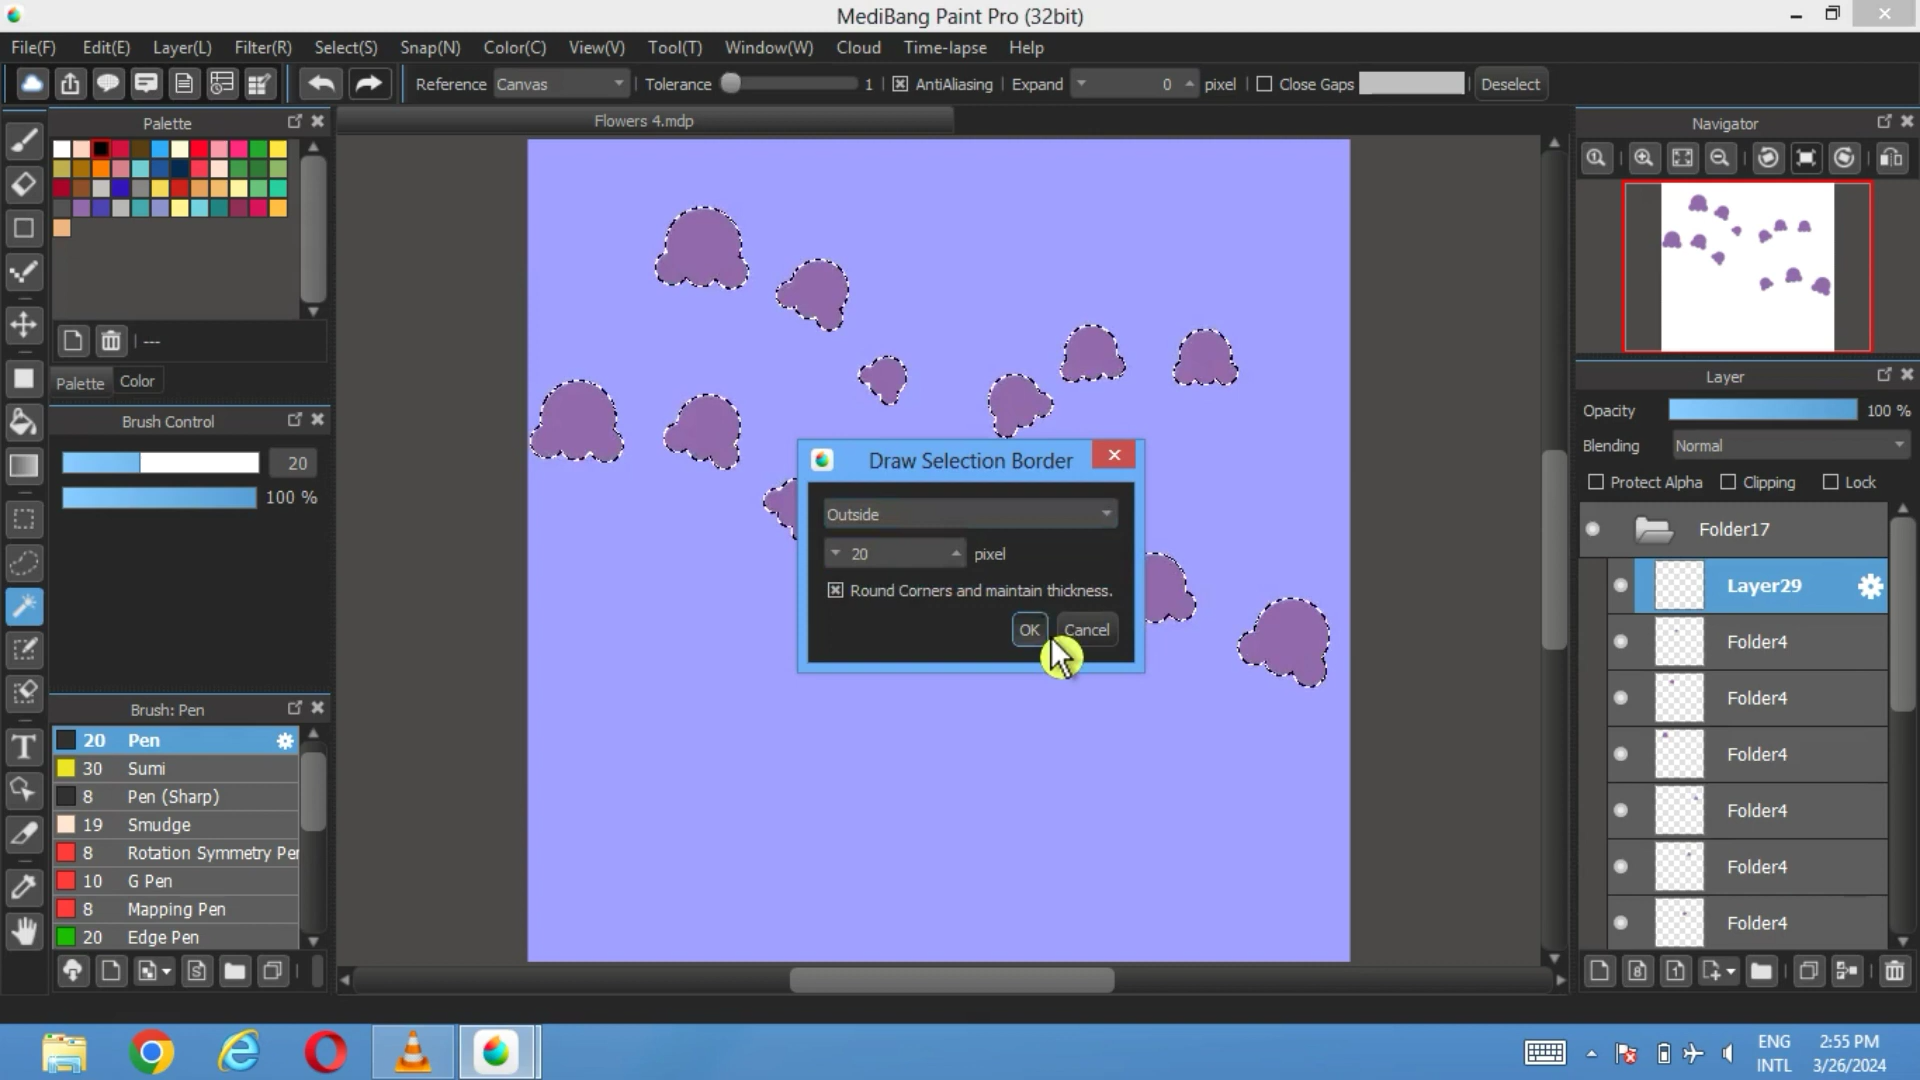 MediBang Paint Pro (32bit)
File(F) Edit(E) Layer(L) Filter(R) Select(S) Snap(N) Color(C) View(V) Tool(T) Window(W) Cloud Time-lapse Help
Reference Canvas Tolerance 1 AntiAliasing Expand 0 pixel Close Gaps Deselect
Palette
Flowers 4.mdp
Navigator
---
Palette Color
Layer
Opacity 100 %
Brush Control
Blending Normal
20
Draw Selection Border
Protect Alpha Clipping Lock
100 %
Outside
Folder17
20 pixel
Layer29
Round Corners and maintain thickness.
OK Cancel
Folder4
Folder4
Brush: Pen
20 Pen
Folder4
30 Sumi
8 Pen (Sharp)
Folder4
19 Smudge
8 Rotation Symmetry Per
Folder4
10 G Pen
8 Mapping Pen
Folder4
20 Edge Pen
ENG
INTL
2:55 PM
3/26/2024